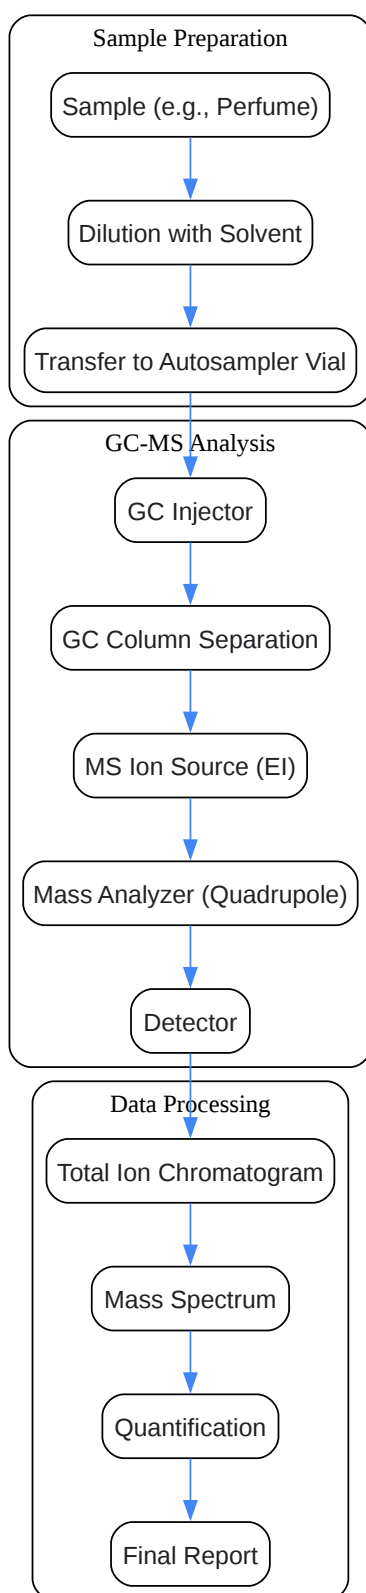 Sample Preparation
Sample (e.g., Perfume)
Dilution with Solvent
Transfer to Autosampler Vial
GC-MS Analysis
GC Injector
GC Column Separation
MS Ion Source (EI)
Mass Analyzer (Quadrupole)
Detector
Data Processing
Total Ion Chromatogram
Mass Spectrum
Quantification
Final Report